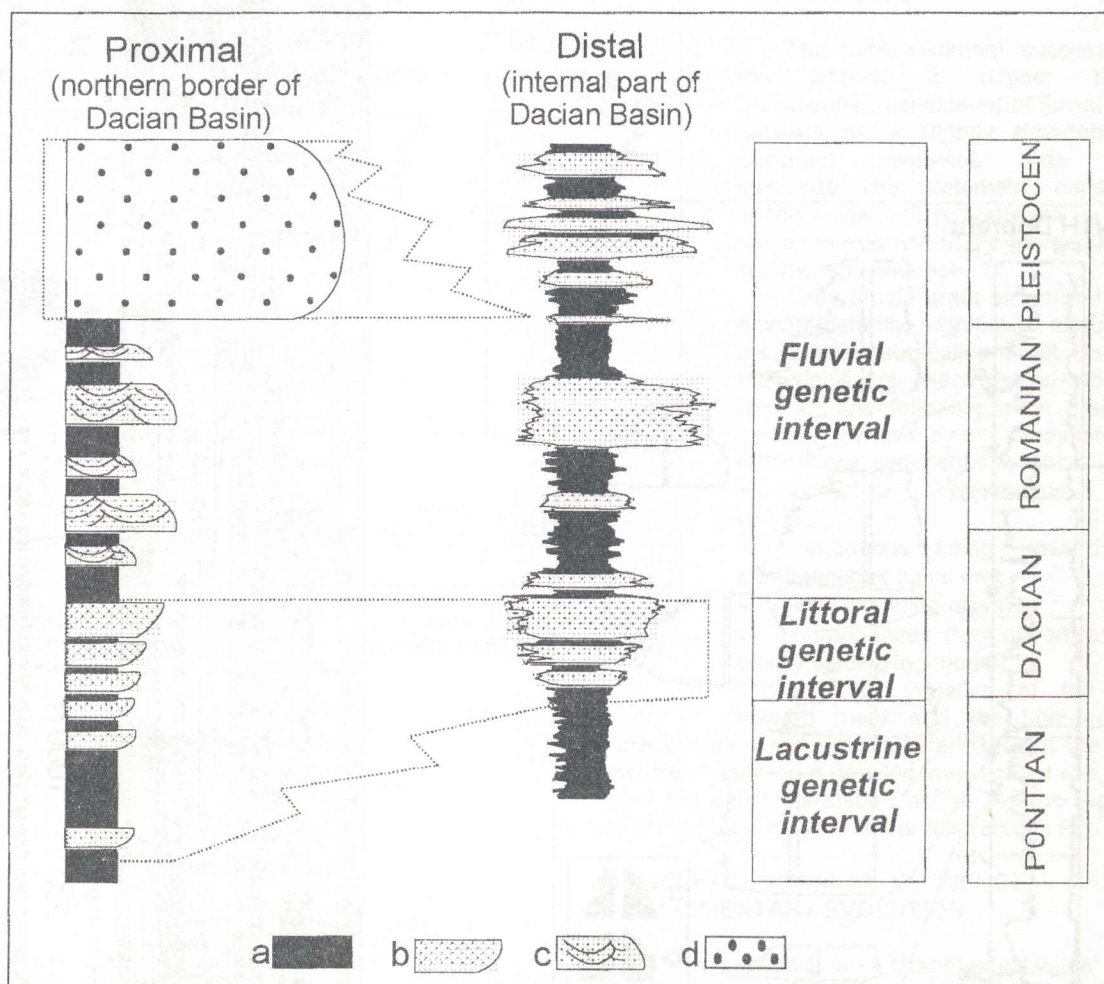 Proximal
(northern border of
Dacian Basin)
Distal
(internal part of
Dacian Basin)
Fluvial
genetic
interval
Littoral
genetic
interval
Lacustrine
genetic
interval
PONTIAN DACIAN ROMANIAN PEISTOCEN
a b c d